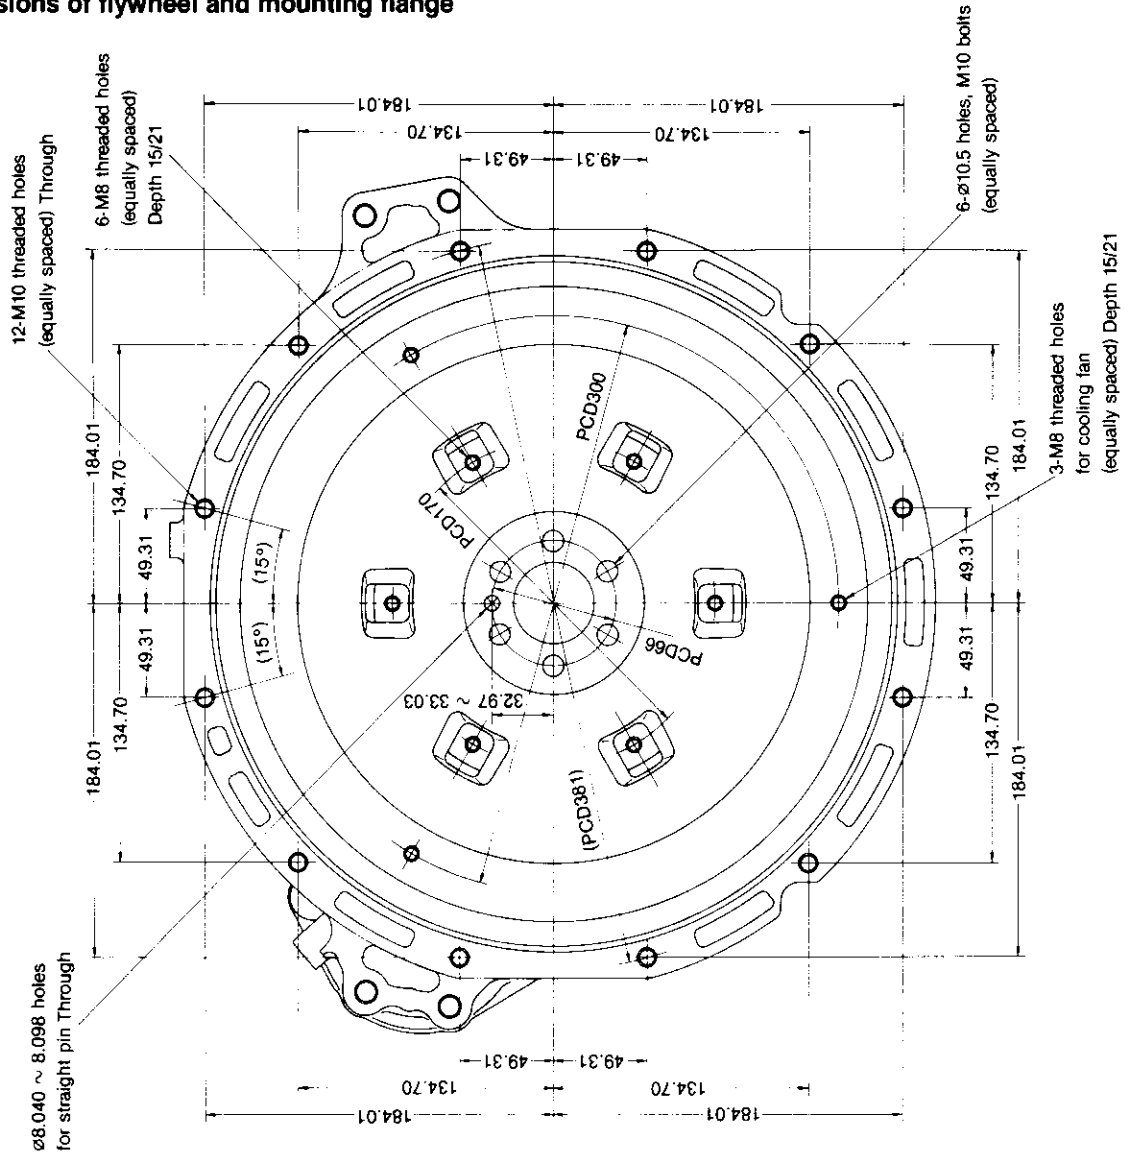 sions of flywheel and mounting flange
12-M10 threaded holes
(equally spaced) Through
6-M8 threaded holes
(equally spaced)
Depth 15/21
6-ø10.5 holes, M10 bolts
(equally spaced)
184.01
184.01
134.70
134.70
49.31
49.31
184.01
134.70
49.31
(15°)
(15°)
49.31
134.70
184.01
PCD300
PCD170
PCD66
32.97 ~ 33.03
(PCD381)
3-M8 threaded holes
for cooling fan
(equally spaced) Depth 15/21
184.01
134.70
49.31
49.31
134.70
184.01
ø8.040 ~ 8.098 holes
for straight pin Through
49.31
49.31
134.70
134.70
184.01
184.01